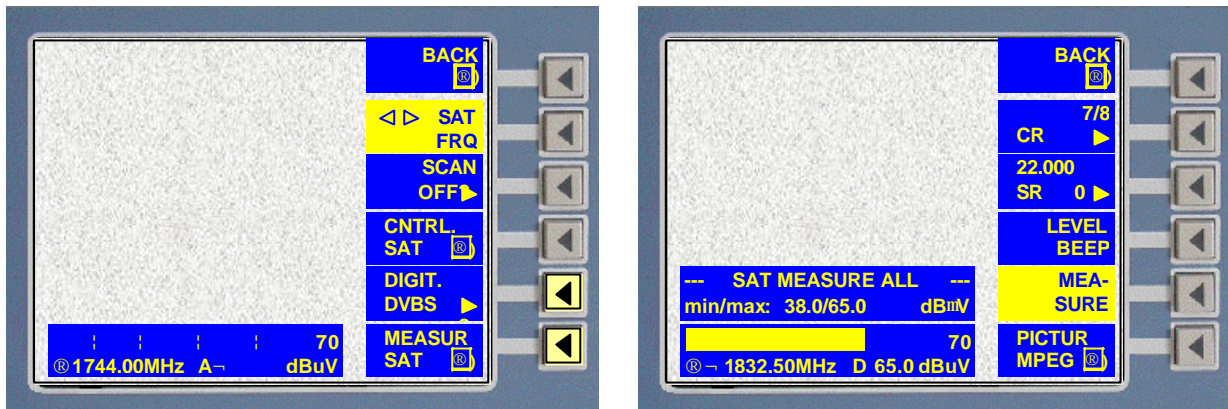 BACK
®)
◁ ▷ SAT
FRQ
SCAN
OFF?▶
CNTRL.
SAT ®)
DIGIT.
DVBS ▶
MEASUR
SAT ®)
70
®1744.00MHz A¬ dBuV
BACK
®)
7/8
CR ▶
22.000
SR 0 ▶
LEVEL
BEEP
MEA-
SURE
PICTUR
MPEG ®)
--- SAT MEASURE ALL ---
min/max: 38.0/65.0 dBmV
70
® ¬ 1832.50MHz D 65.0 dBuV